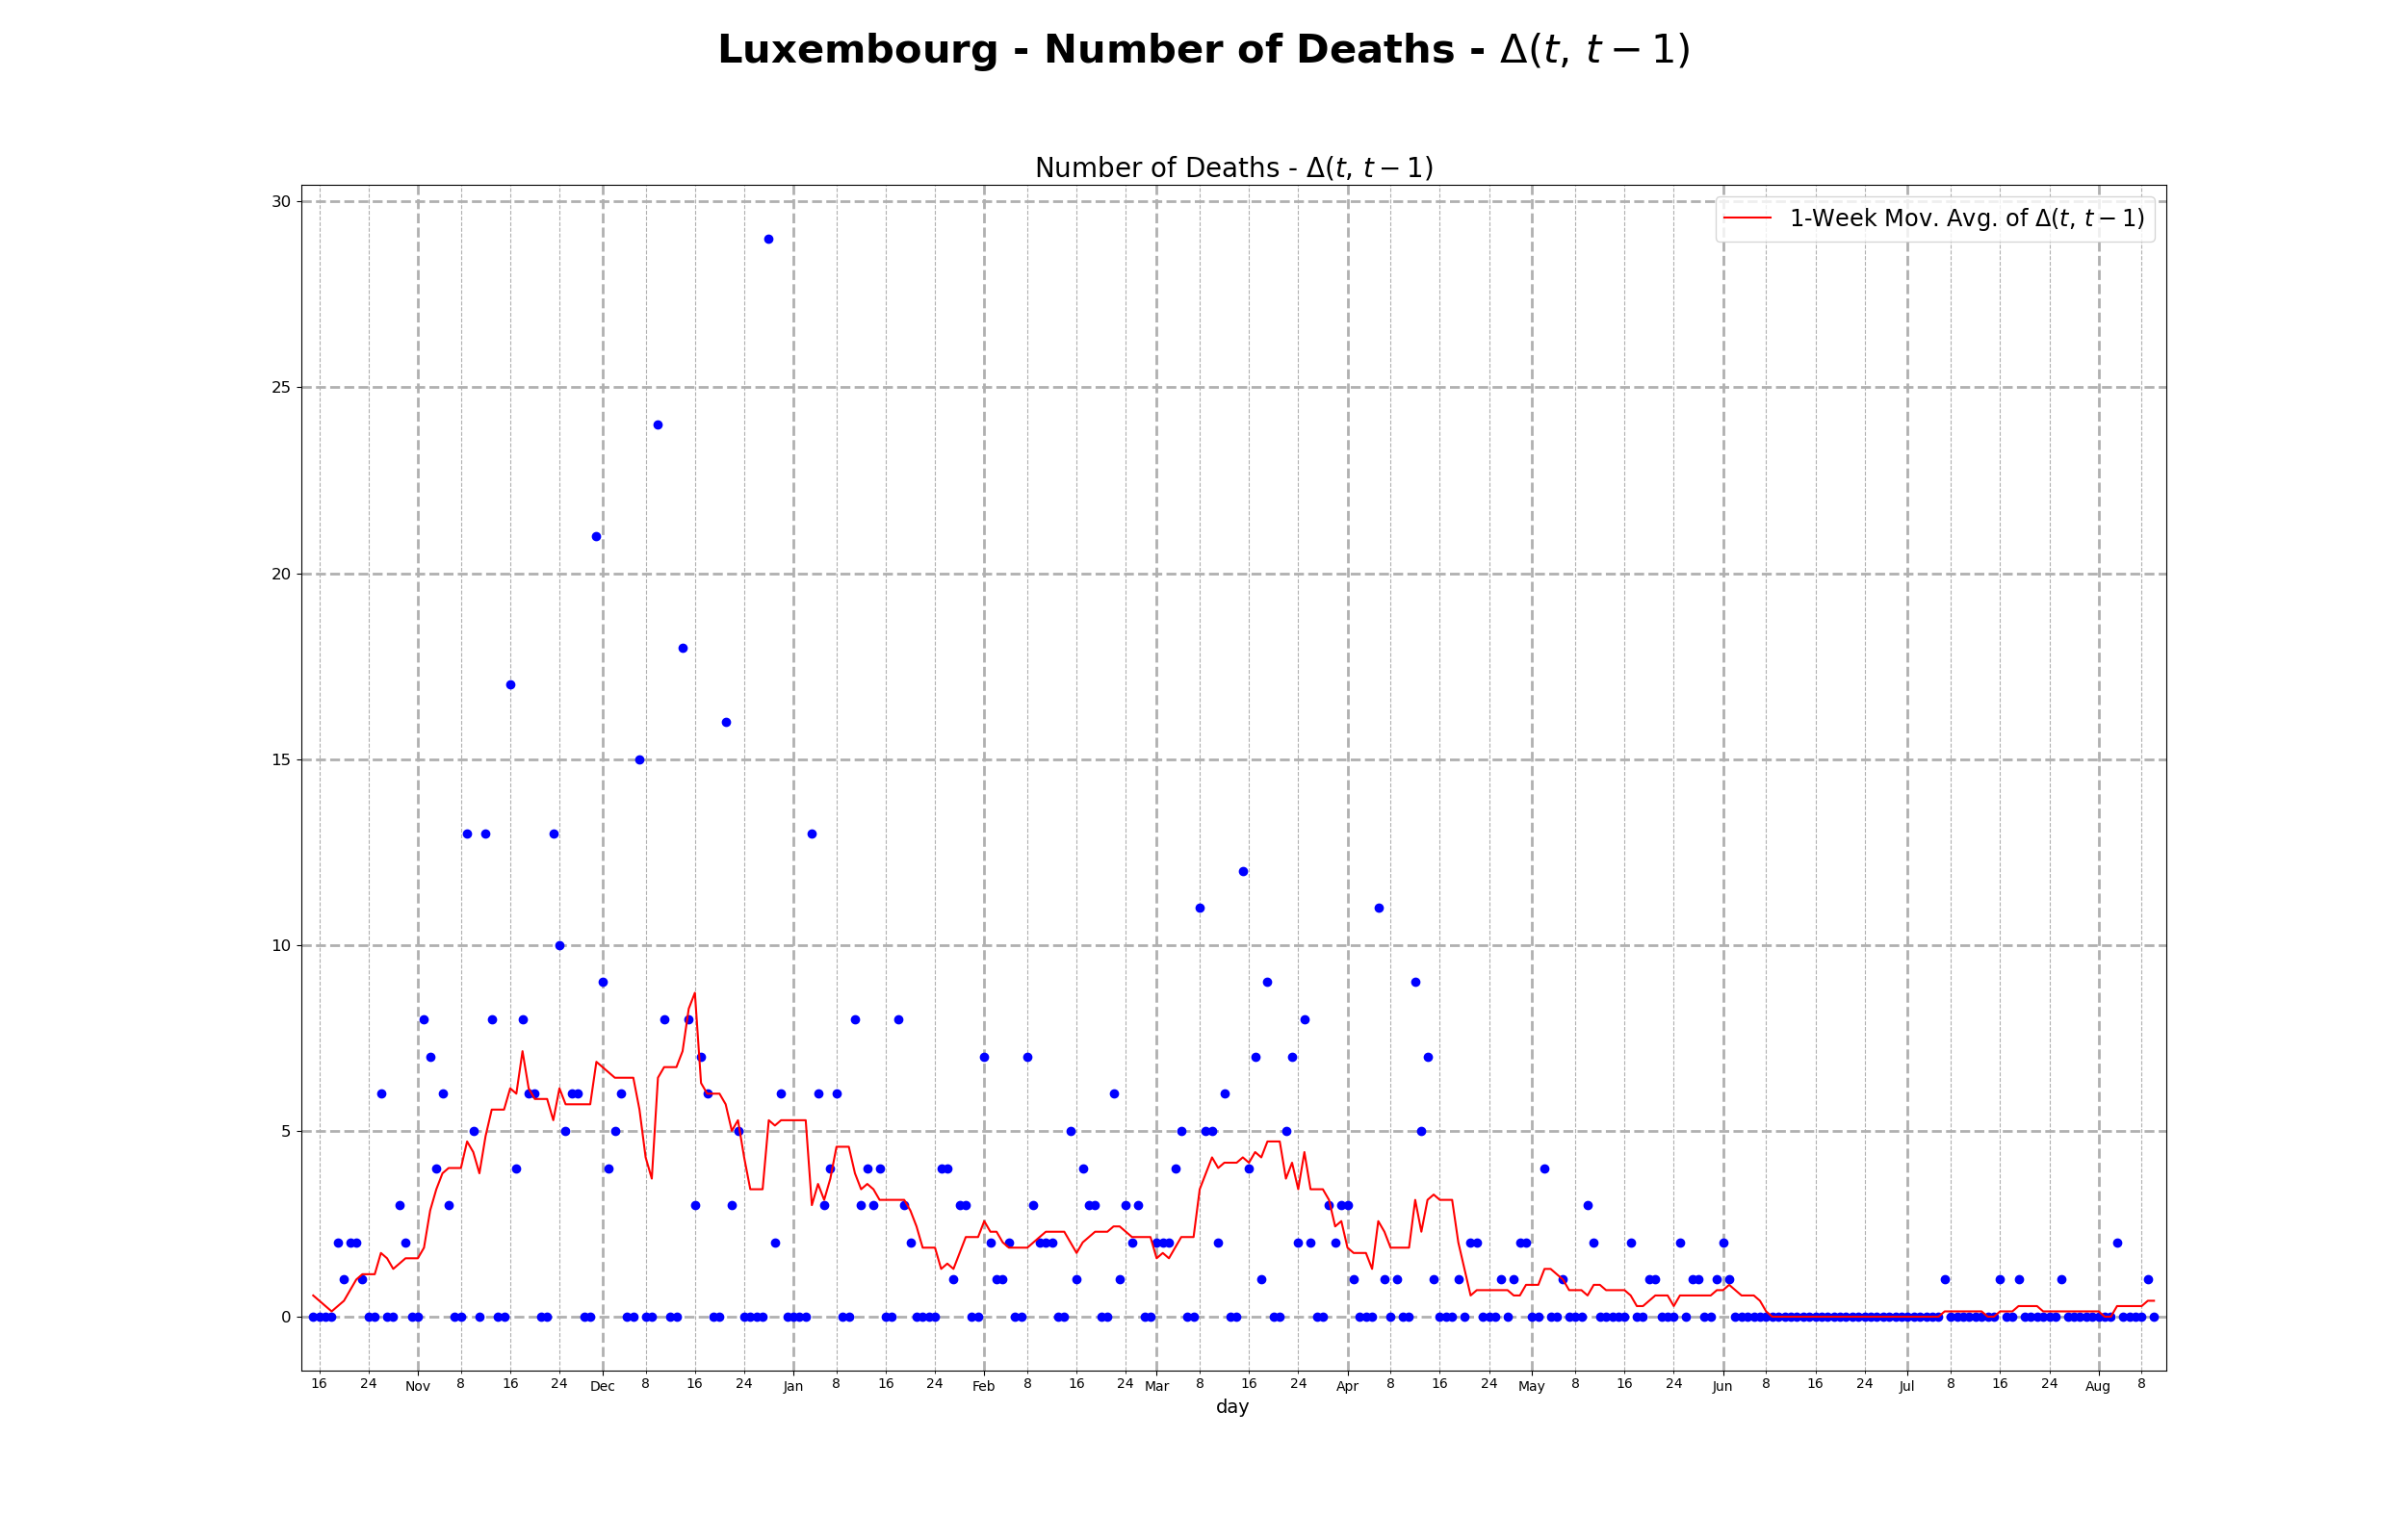 Luxembourg - Number of Deaths - Δ(t, t − 1)
Number of Deaths - Δ(t, t − 1)
1-Week Mov. Avg. of Δ(t, t − 1)
30
25
20
15
10
5
0
16 24 Nov 8 16 24 Dec 8 16 24 Jan 8 16 24 Feb 8 16 24 Mar 8 16 24 Apr 8 16 24 May 8 16 24 Jun 8 16 24 Jul 8 16 24 Aug 8
day